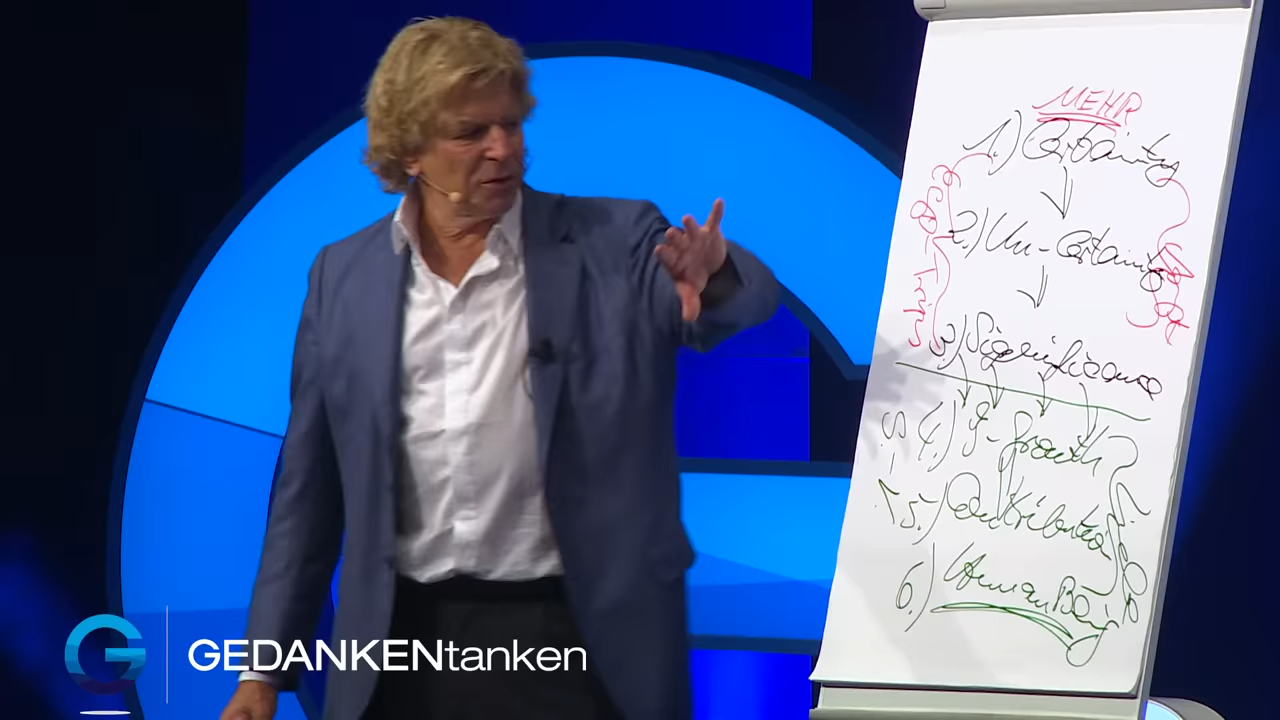 MEHR
1.) Certainty
2.) Un-Certainty
3.) Significance
4.) Growth
5.) Contribution
6.) Human Being
GEDANKENtanken